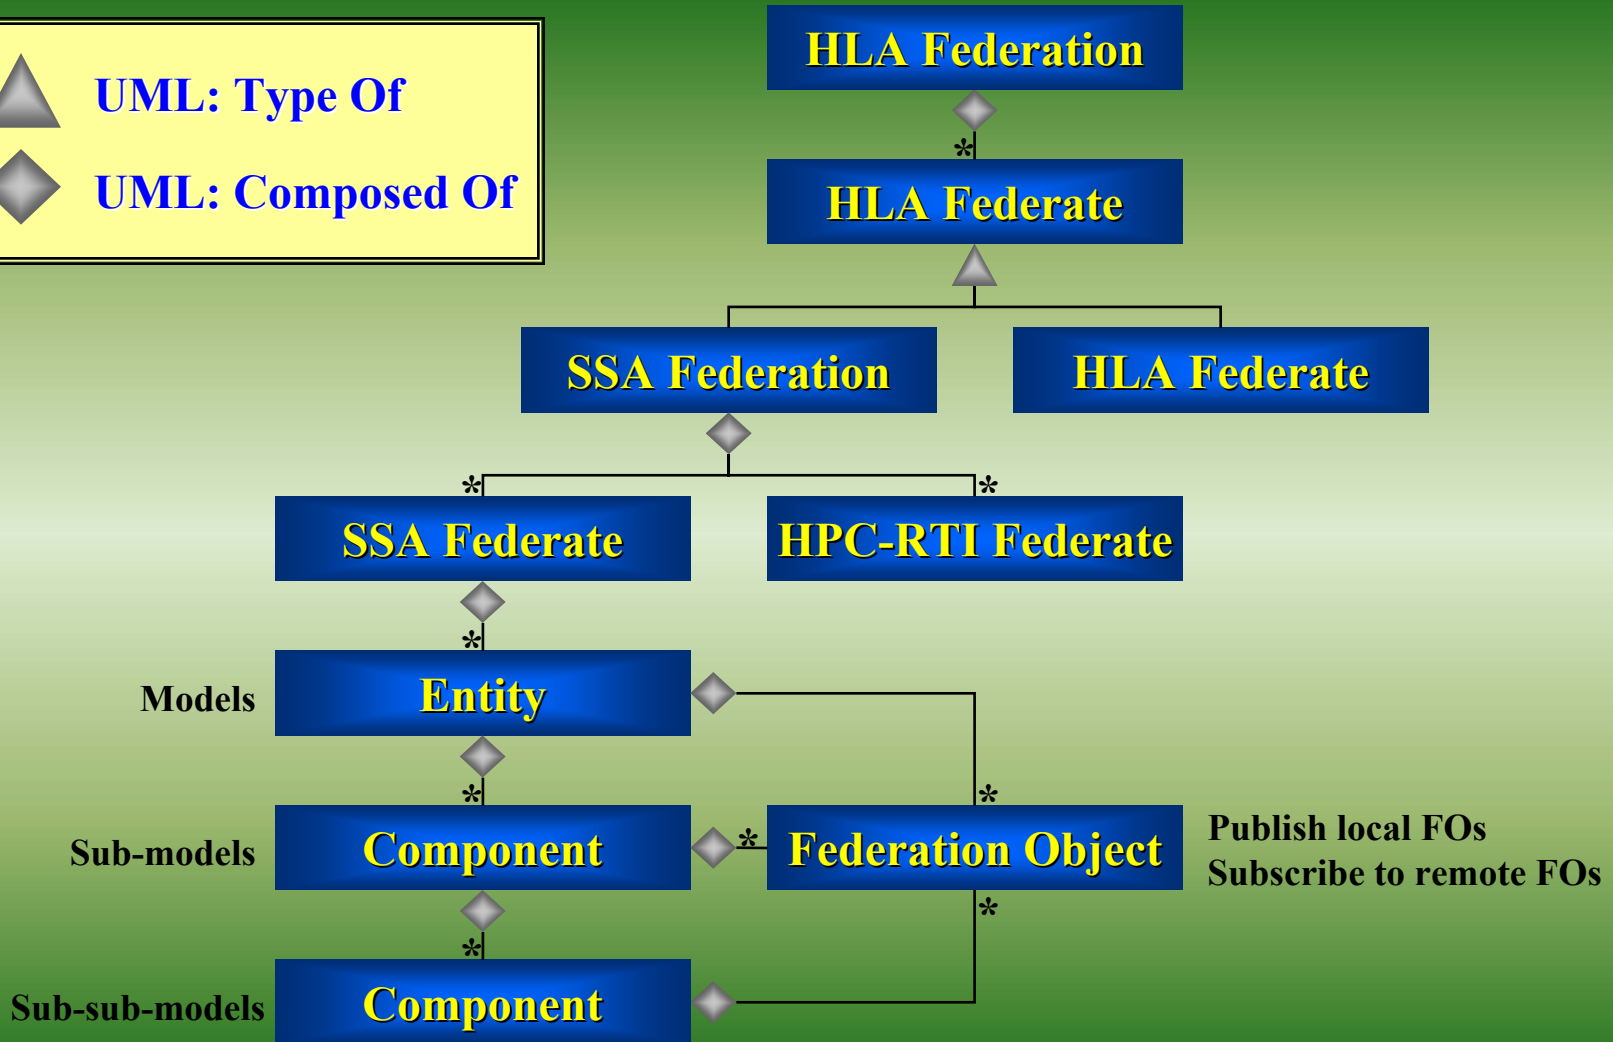 UML: Type Of
UML: Composed Of
HLA Federation
*
HLA Federate
SSA Federation
HLA Federate
*
*
SSA Federate
HPC-RTI Federate
*
Models
Entity
*
*
Sub-models
Component
*
Federation Object
Publish local FOs
Subscribe to remote FOs
*
*
Sub-sub-models
Component